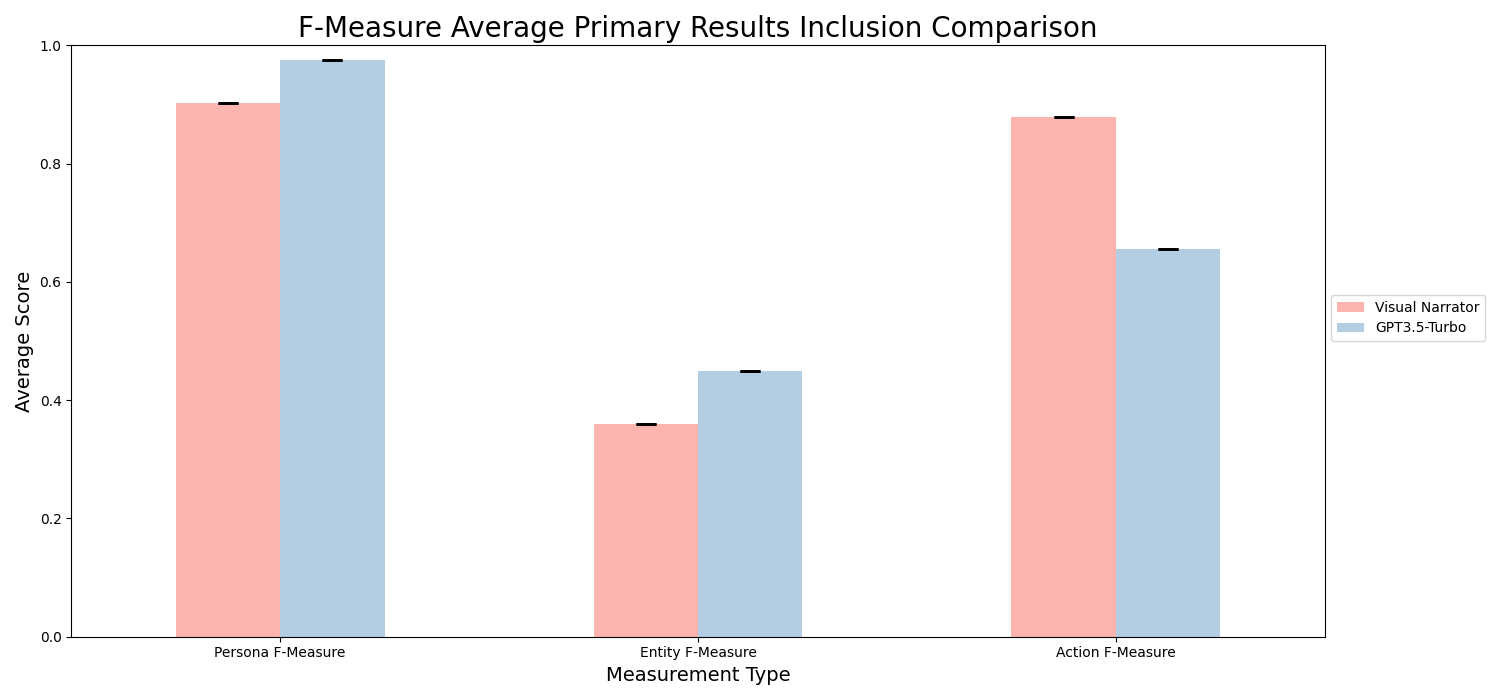 F-Measure Average Primary Results Inclusion Comparison
1.0
0.8
0.6
0.4
0.2
0.0
Average Score
Persona F-Measure
Entity F-Measure
Action F-Measure
Measurement Type
Visual Narrator
GPT3.5-Turbo